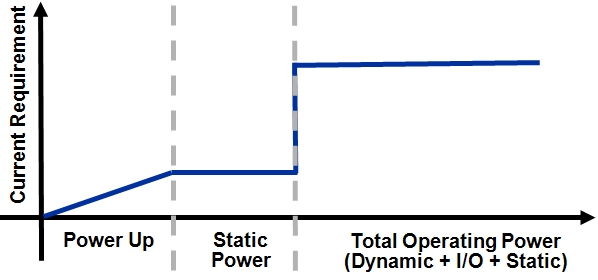 Current Requirement
Power Up
Static
Power
Total Operating Power
(Dynamic + I/O + Static)